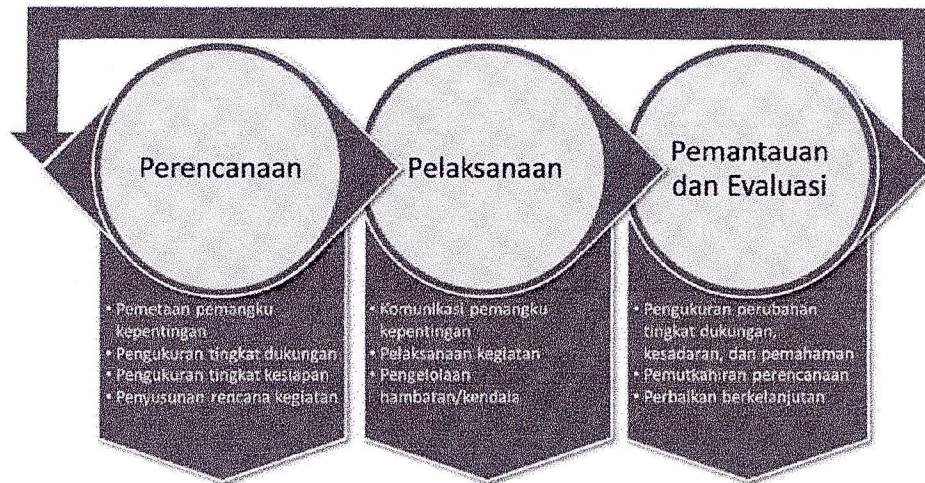 Perencanaan
• Pemetaan pemangku
kepentingan
• Pengukuran tingkat dukungan
• Pengukuran tingkat kesiapan
• Penyusunan rencana kegiatan
Pelaksanaan
• Komunikasi pemangku
kepentingan
• Pelaksanaan kegiatan
• Pengelolaan
hambatan/kendala
Pemantauan
dan Evaluasi
• Pengukuran perubahan
tingkat dukungan,
kesadaran, dan pemahaman
• Pemutkahiran perencanaan
• Perbaikan berkelanjutan